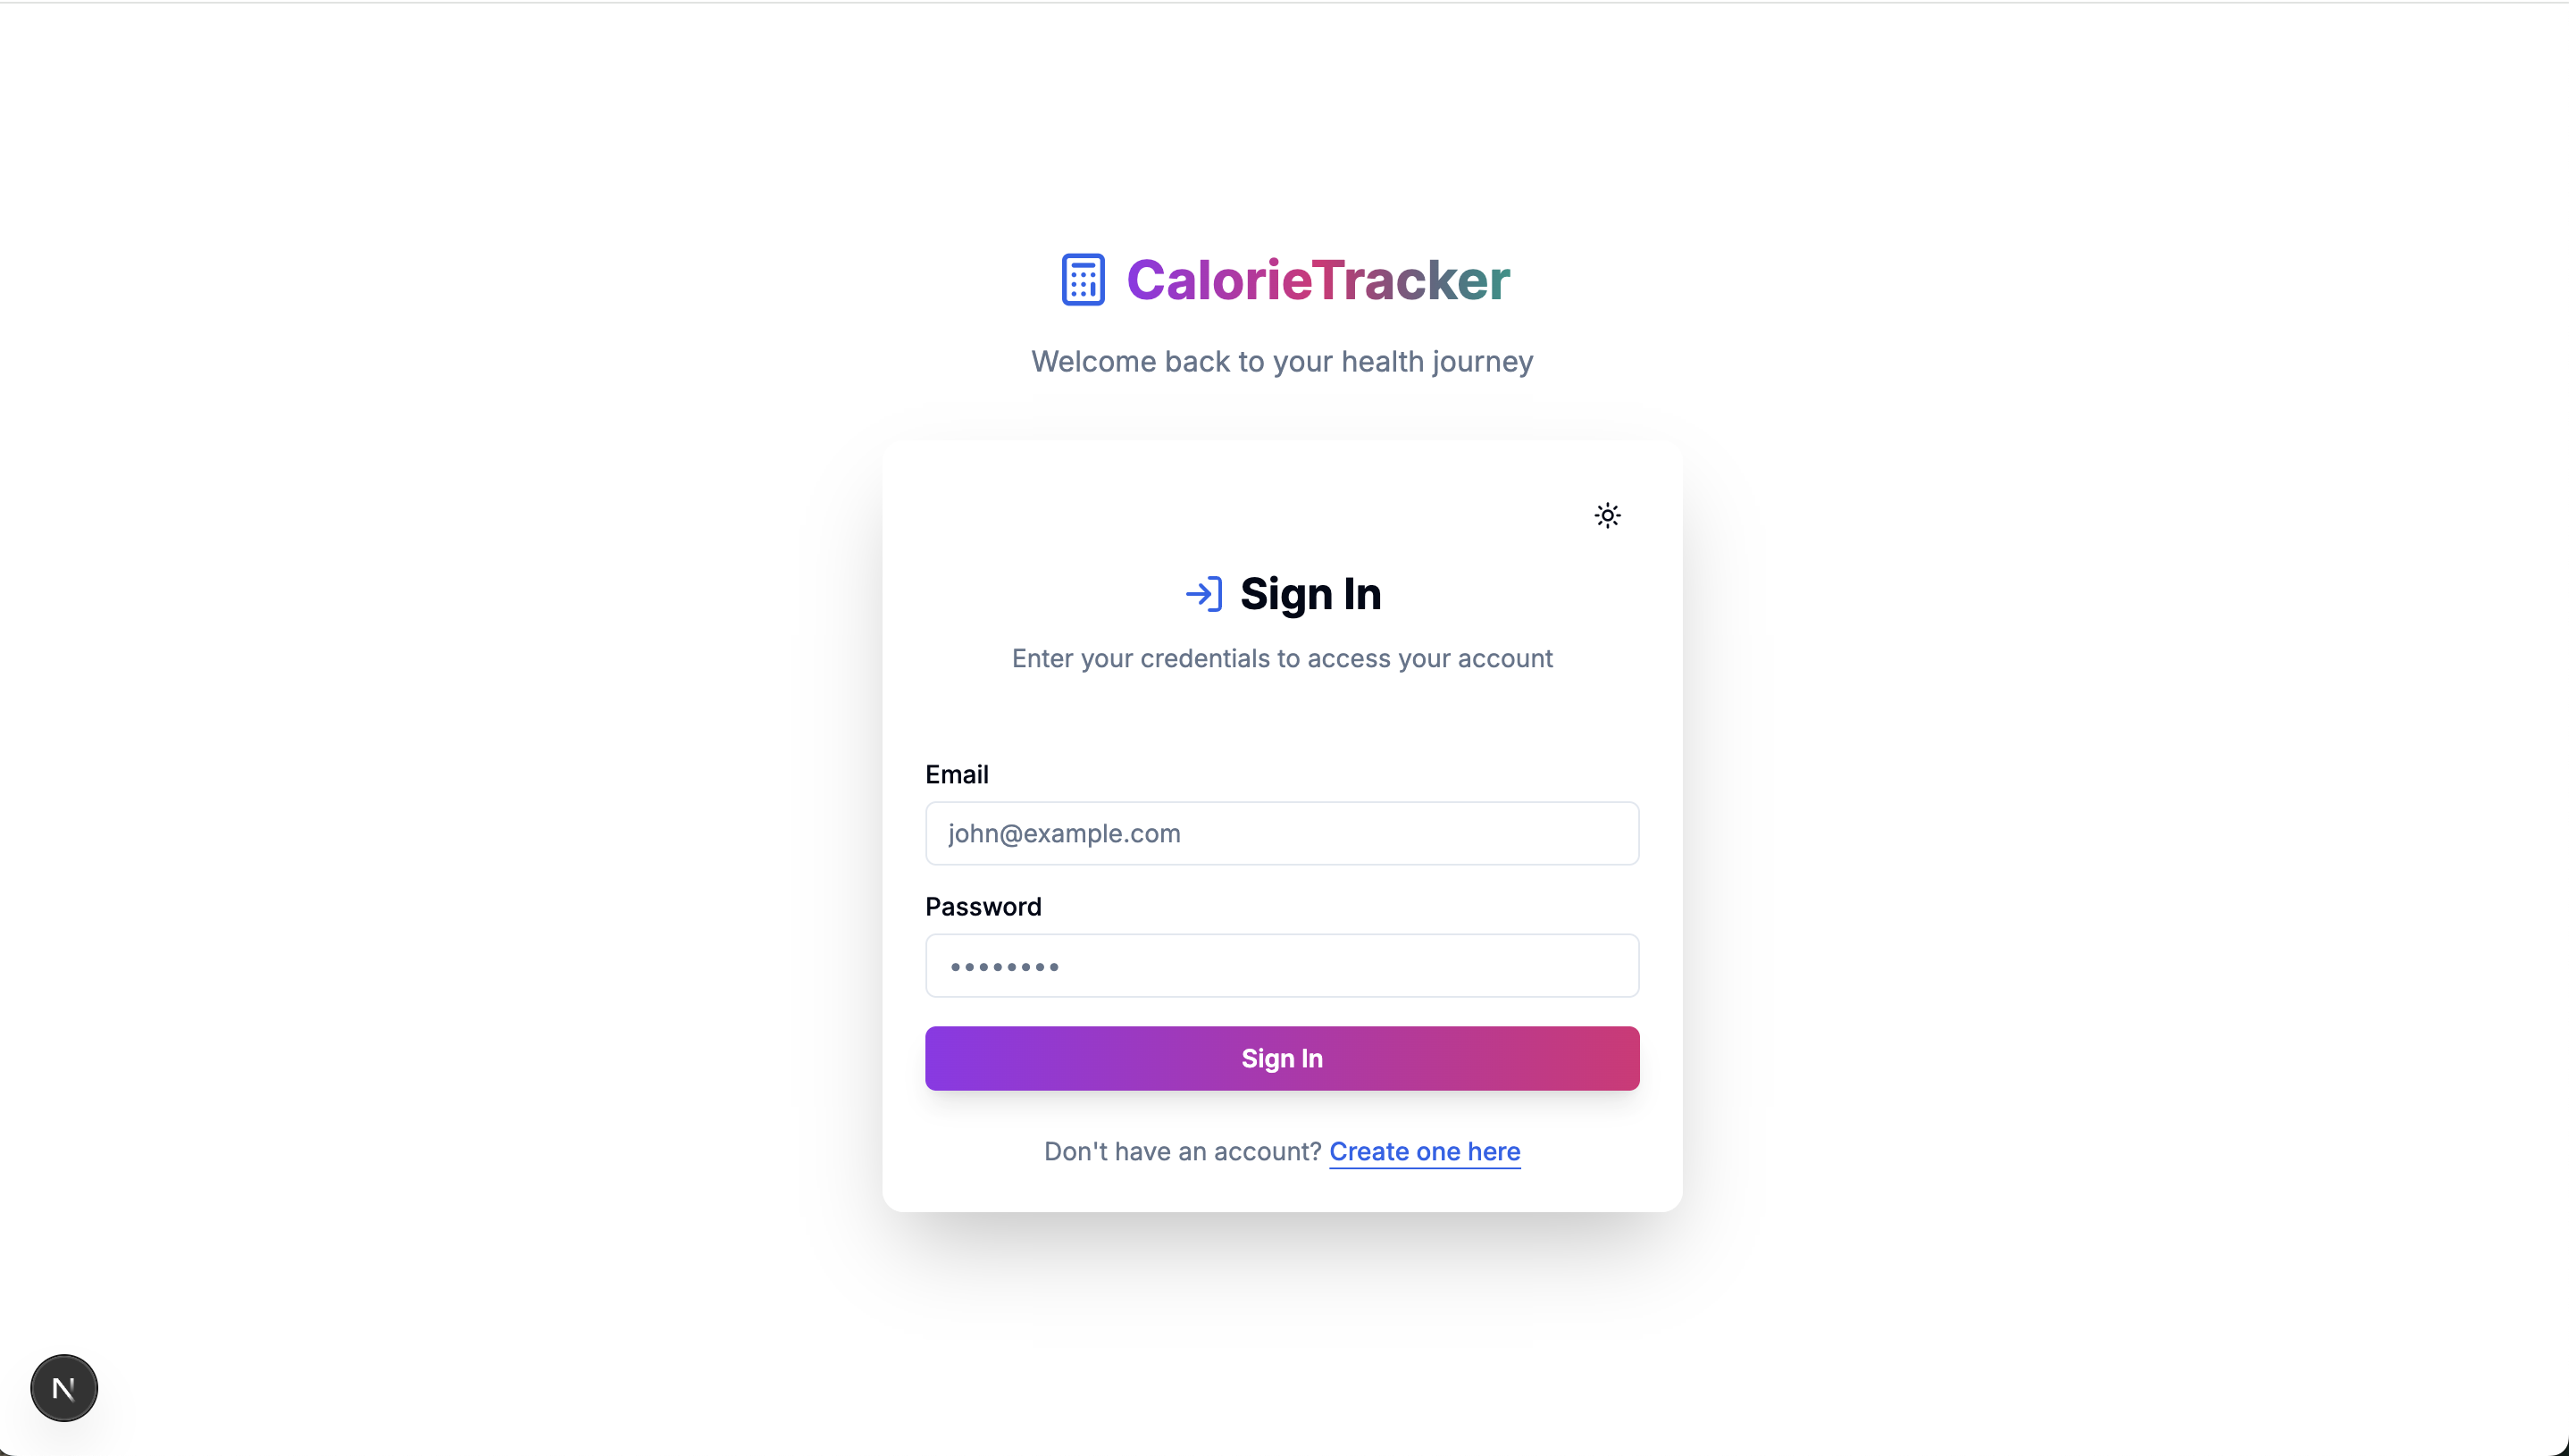 CalorieTracker
Welcome back to your health journey
Sign In
Enter your credentials to access your account
Email
john@example.com
Password
••••••••
Sign In
Don't have an account? Create one here
N